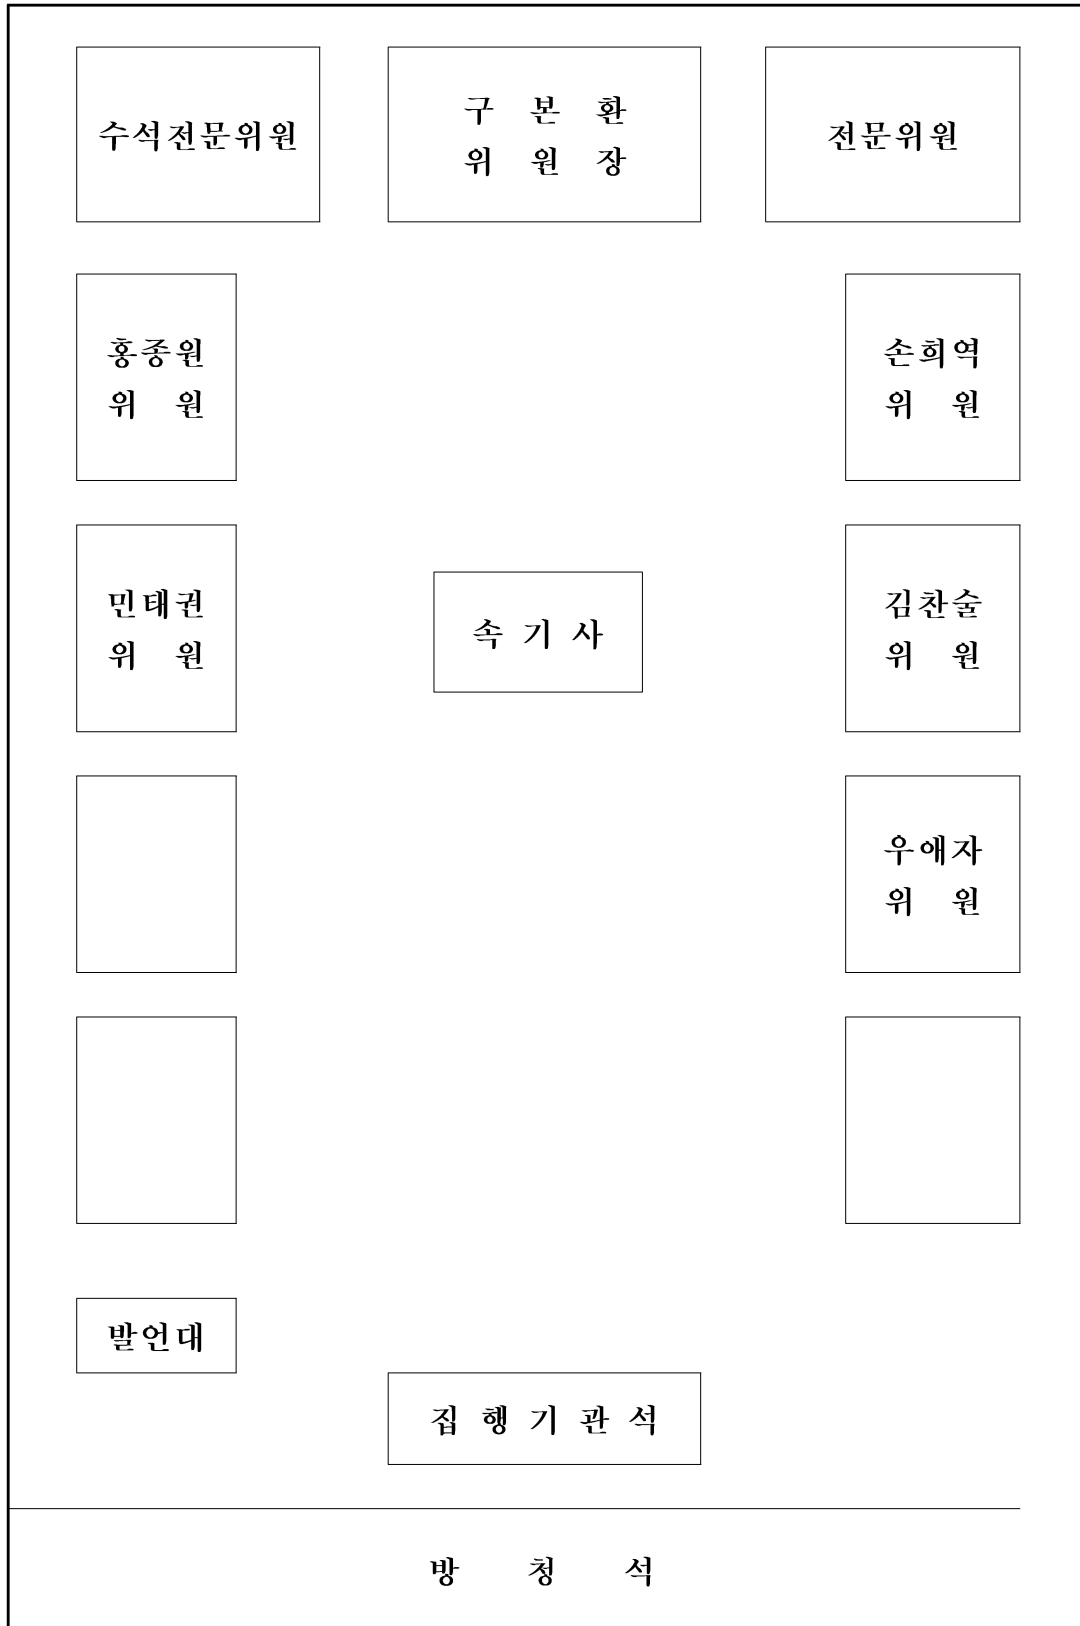 수석전문위원
구 본 환
위 원 장
전문위원
홍종원
위 원
손희역
위 원
민태권
위 원
속 기 사
김찬술
위 원
우애자
위 원
발언대
집 행 기 관 석
방 청 석